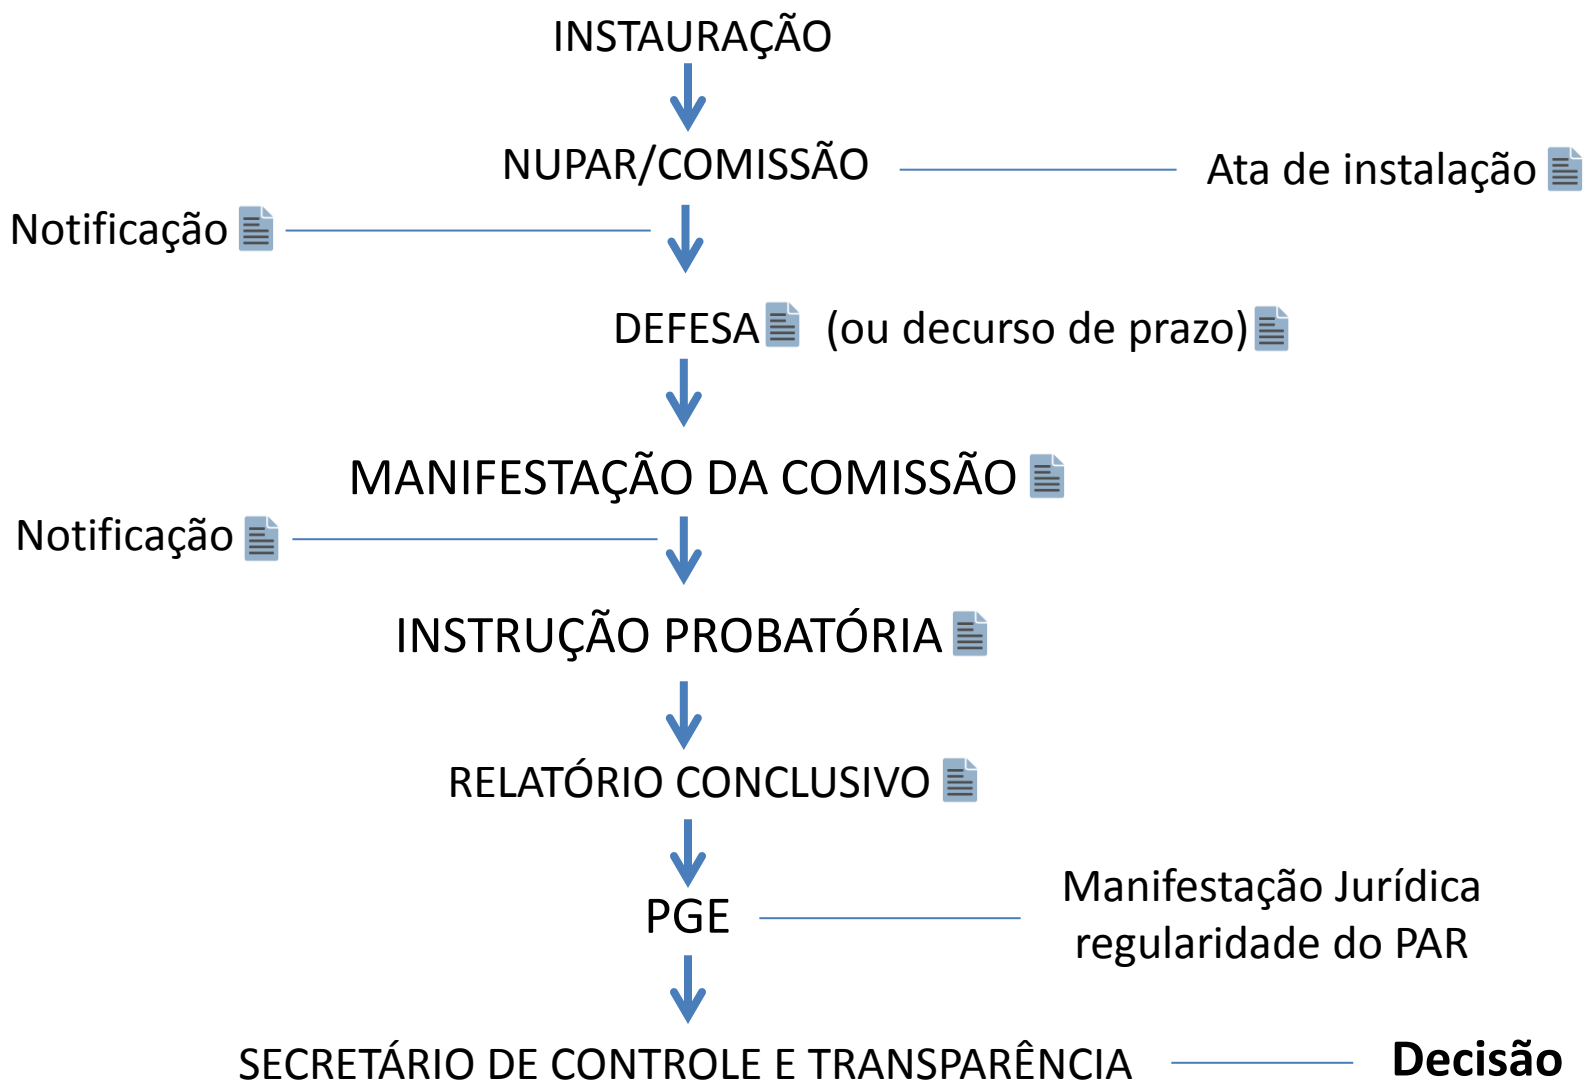 INSTAURAÇÃO
NUPAR/COMISSÃO
Ata de instalação
Notificação
DEFESA (ou decurso de prazo)
MANIFESTAÇÃO DA COMISSÃO
Notificação
INSTRUÇÃO PROBATÓRIA
RELATÓRIO CONCLUSIVO
PGE
Manifestação Jurídica
regularidade do PAR
SECRETÁRIO DE CONTROLE E TRANSPARÊNCIA
Decisão